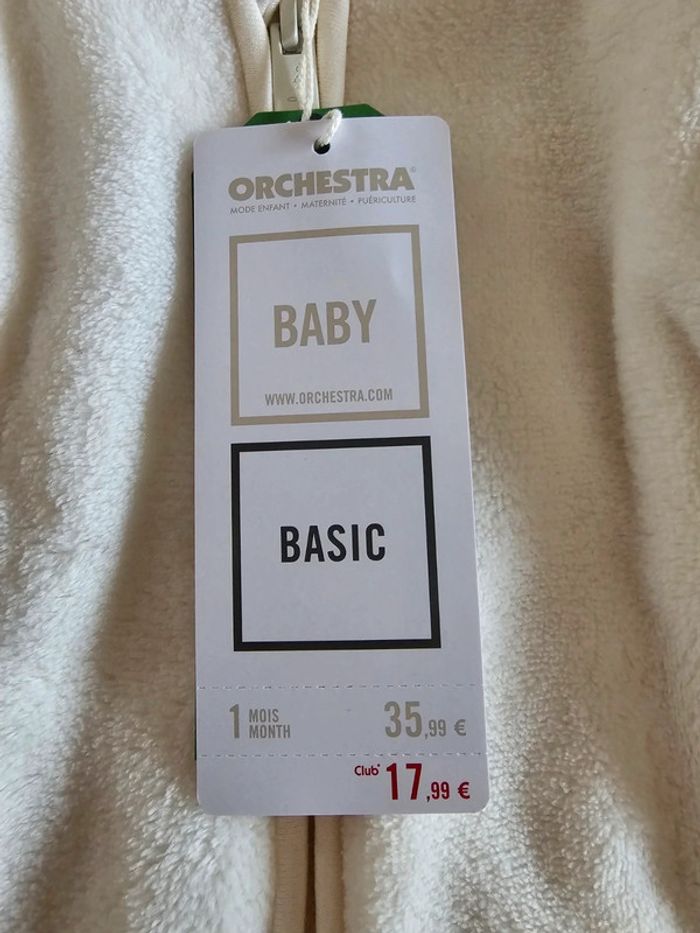 ORCHESTRA®
MODE ENFANT • MATERNITÉ • PUÉRICULTURE
BABY
WWW.ORCHESTRA.COM
BASIC
1 MOIS
MONTH
35,99 €
Club* 17,99 €